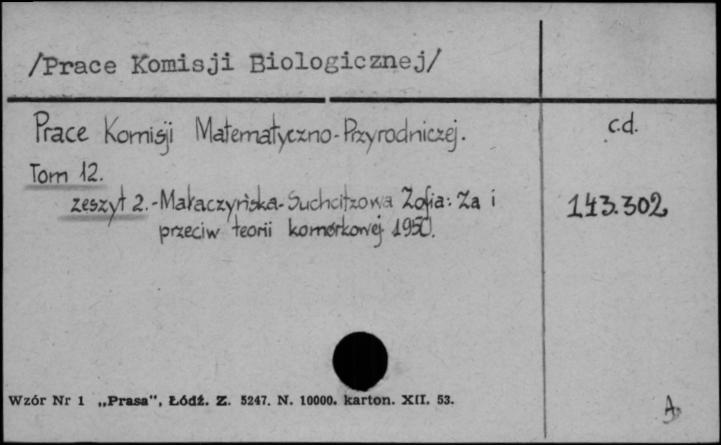 /Prace Komisji Biologicznej/
Prace Komisji Matematyczno-Przyrodniczej.
c.d.
Tom 12.
zeszyt 2.-Małaczyńska-Suchcitzowa Zofia: Za i
143.302
przeciw teorii komórkowej 1950.
Wzór Nr 1 „Prasa", Łódź. Z. 5247. N. 10000. karton. XII. 53.
A